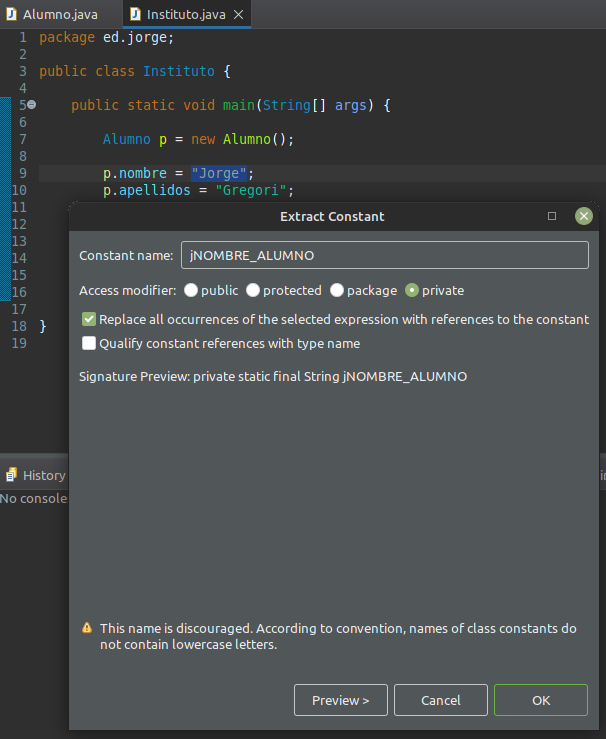 Alumno.java Instituto.java
1 package ed.jorge;
2
3 public class Instituto {
4
5 public static void main(String[] args) {
6
7 Alumno p = new Alumno();
8
9 p.nombre = "Jorge";
10 p.apellidos = "Gregori";
11
12
13
14
15
16
17
18 }
19
Extract Constant
Constant name: jNOMBRE_ALUMNO
Access modifier: public protected package private
Replace all occurrences of the selected expression with references to the constant
Qualify constant references with type name
Signature Preview: private static final String jNOMBRE_ALUMNO
History
No console
This name is discouraged. According to convention, names of class constants do
not contain lowercase letters.
Preview > Cancel OK